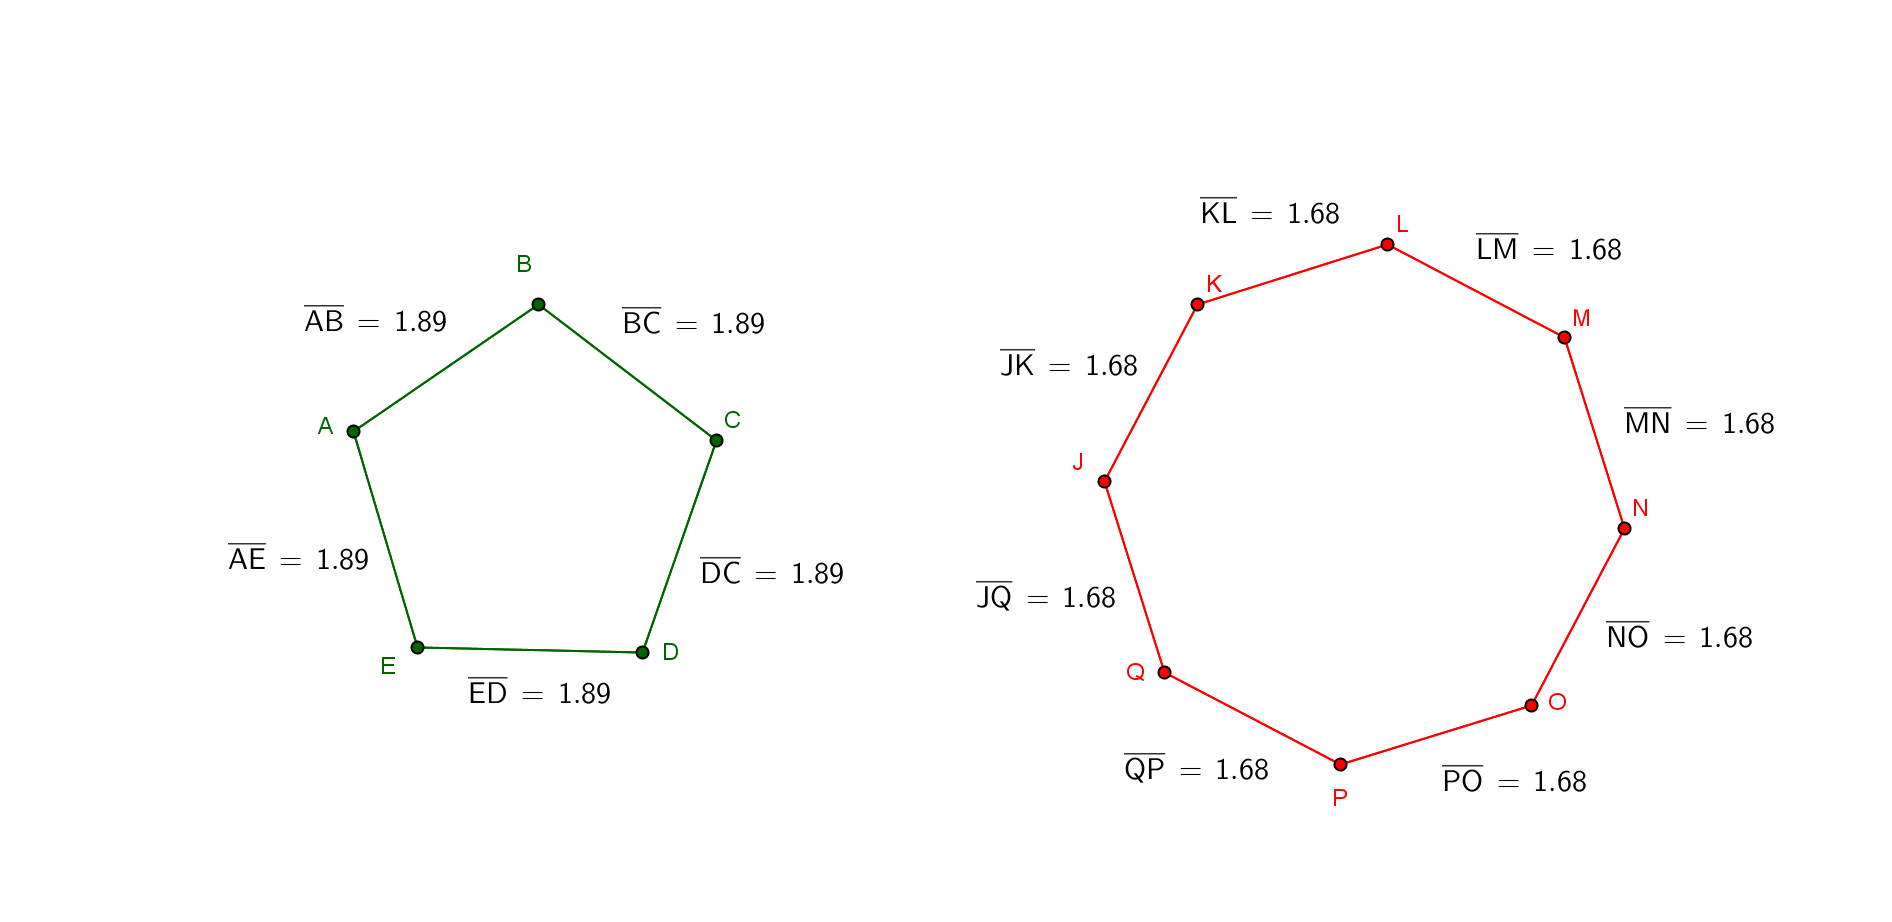 B
AB = 1.89
BC = 1.89
A
C
AE = 1.89
DC = 1.89
E
D
ED = 1.89
KL = 1.68
L
LM = 1.68
K
M
JK = 1.68
MN = 1.68
J
N
JQ = 1.68
NO = 1.68
Q
O
QP = 1.68
PO = 1.68
P